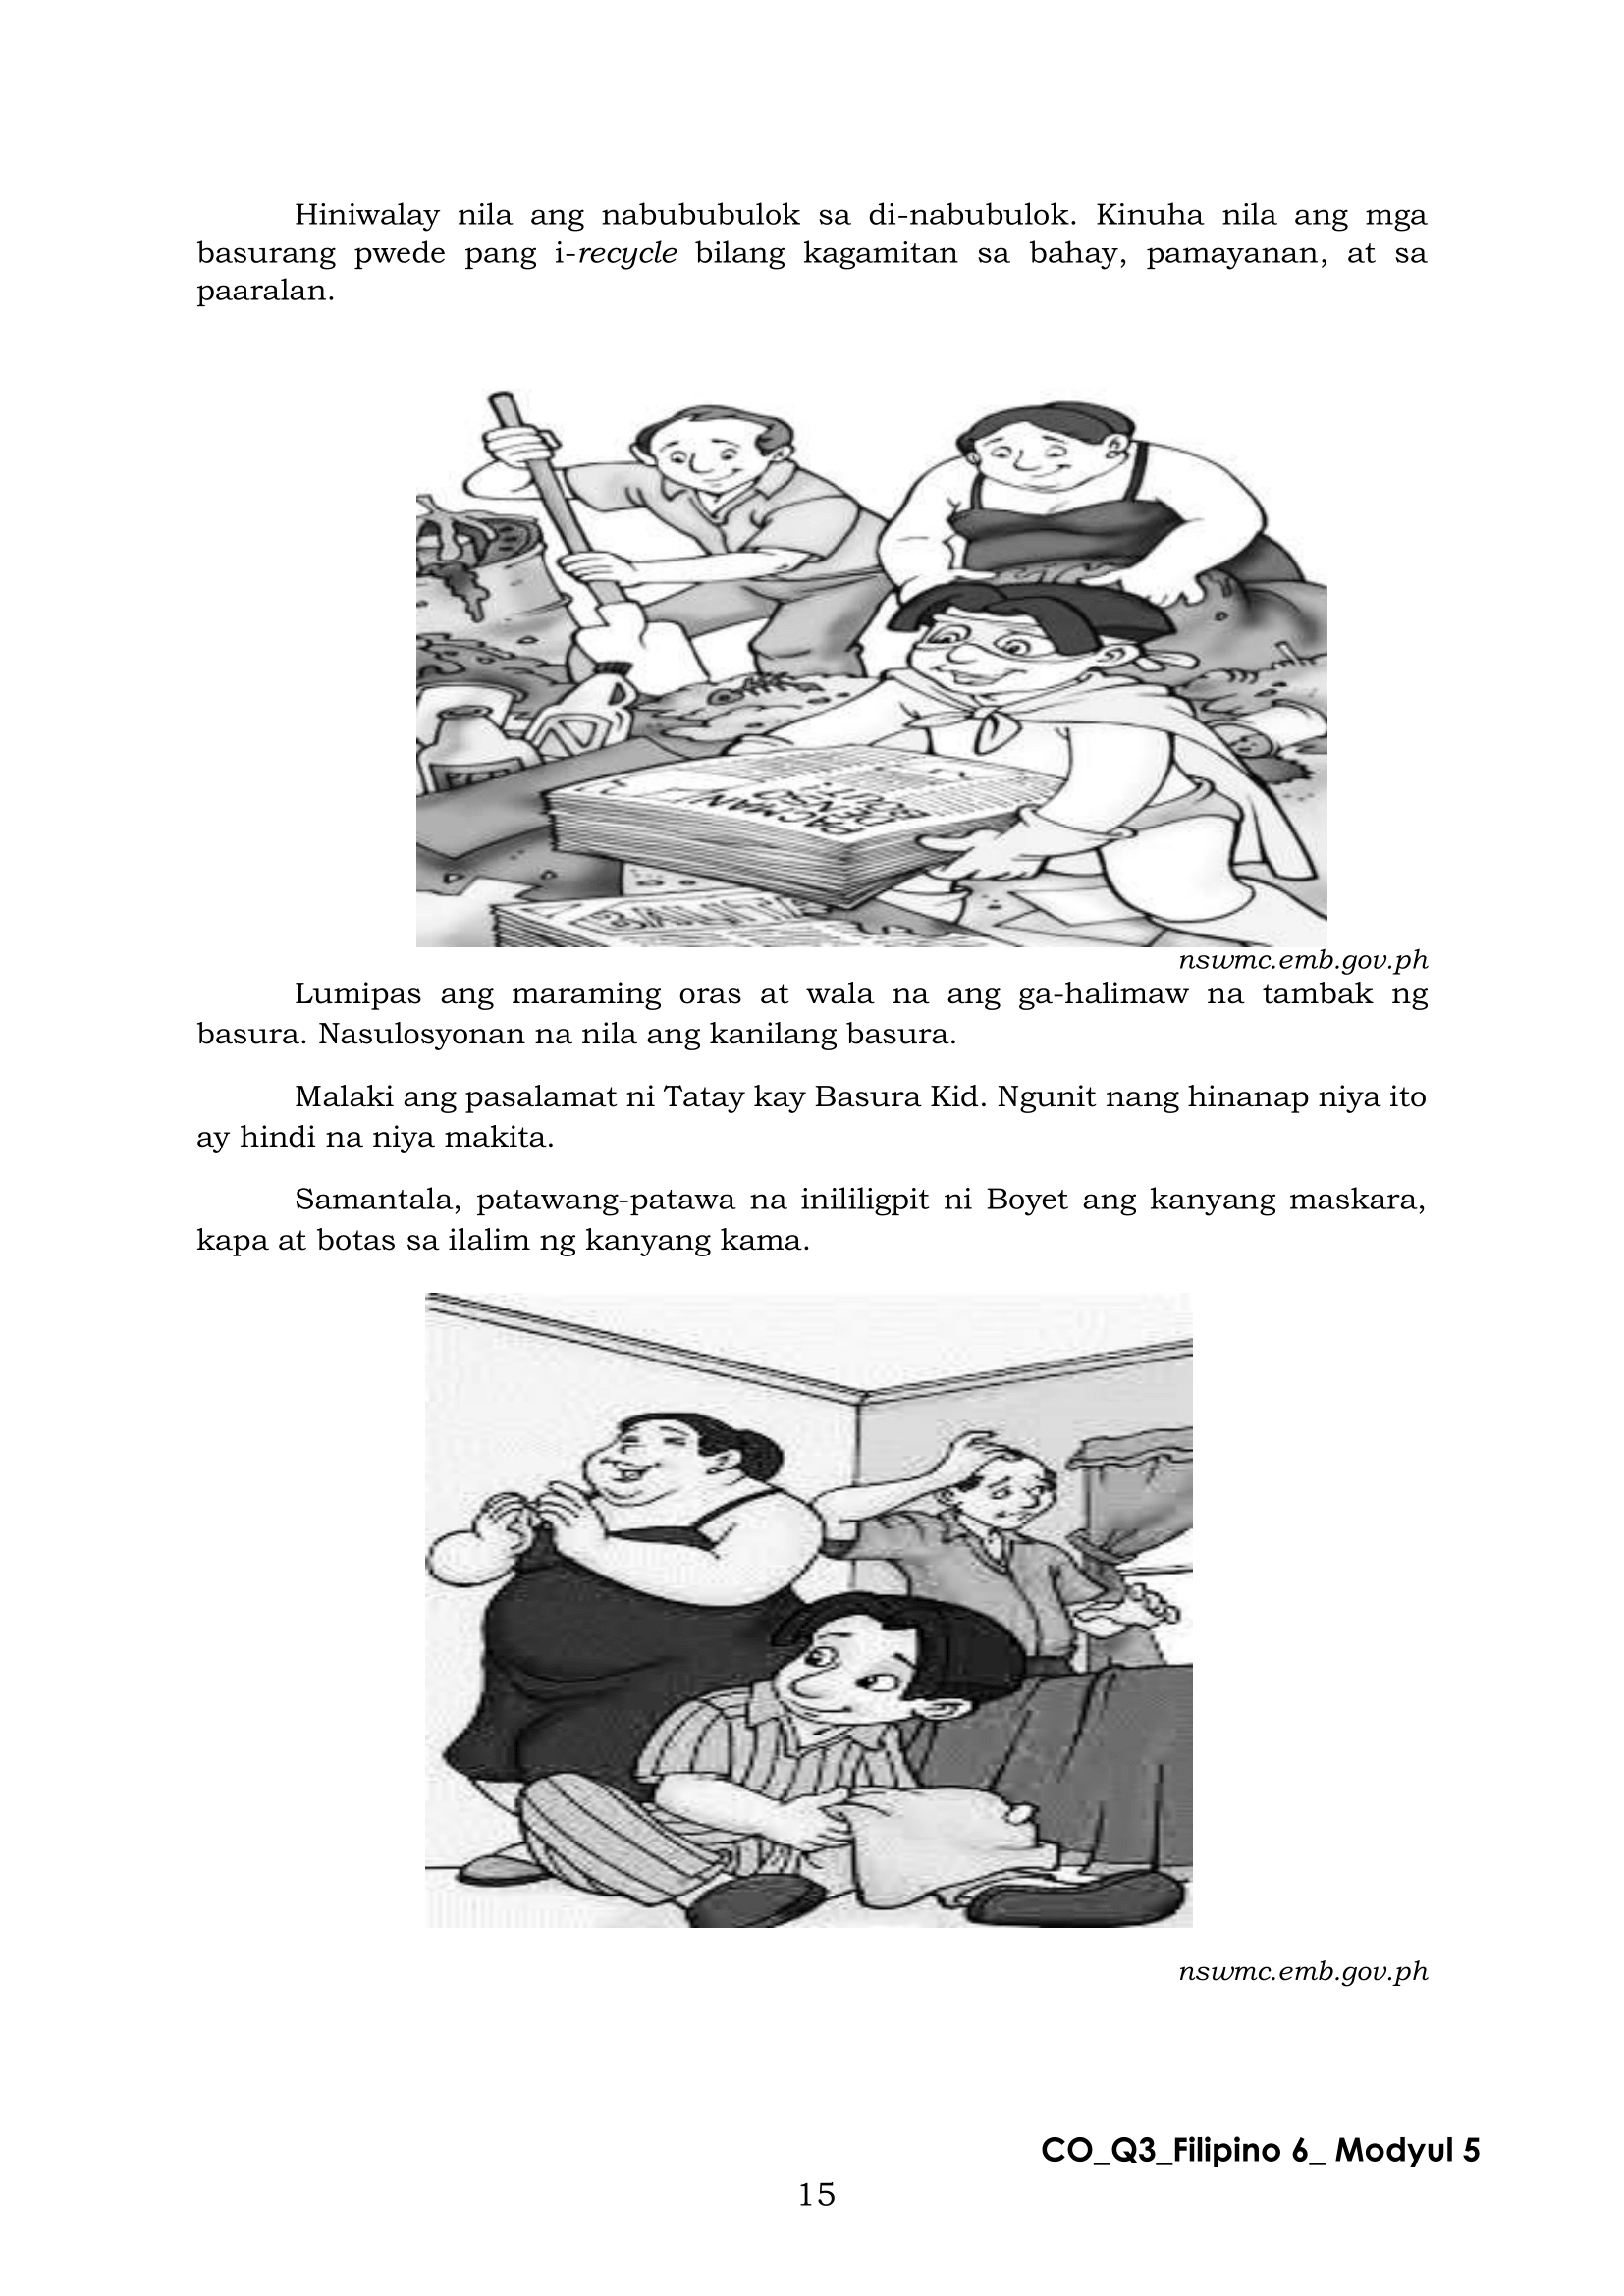 Hiniwalay nila ang nabububulok sa di-nabubulok. Kinuha nila ang mga
basurang pwede pang i-recycle bilang kagamitan sa bahay, pamayanan, at sa
paaralan.
BALITA
nswmc.emb.gov.ph
Lumipas ang maraming oras at wala na ang ga-halimaw na tambak ng
basura. Nasulosyonan na nila ang kanilang basura.
Malaki ang pasalamat ni Tatay kay Basura Kid. Ngunit nang hinanap niya ito
ay hindi na niya makita.
Samantala, patawang-patawa na inililigpit ni Boyet ang kanyang maskara,
kapa at botas sa ilalim ng kanyang kama.
nswmc.emb.gov.ph
CO_Q3_Filipino 6_ Modyul 5
15